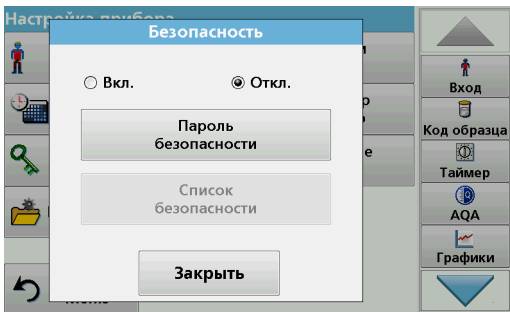 Настройка прибора
Безопасность
Вкл.
Откл.
Пароль
безопасности
Список
безопасности
Закрыть
Вход
Код образца
Таймер
AQA
Графики